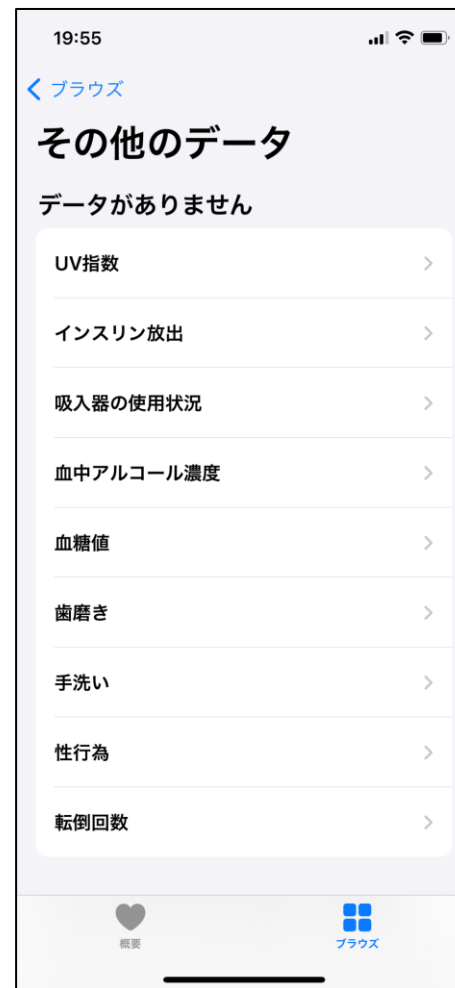 19:55
ブラウズ
その他のデータ
データがありません
UV指数
インスリン放出
吸入器の使用状況
血中アルコール濃度
血糖値
歯磨き
手洗い
性行為
転倒回数
概要
ブラウズ